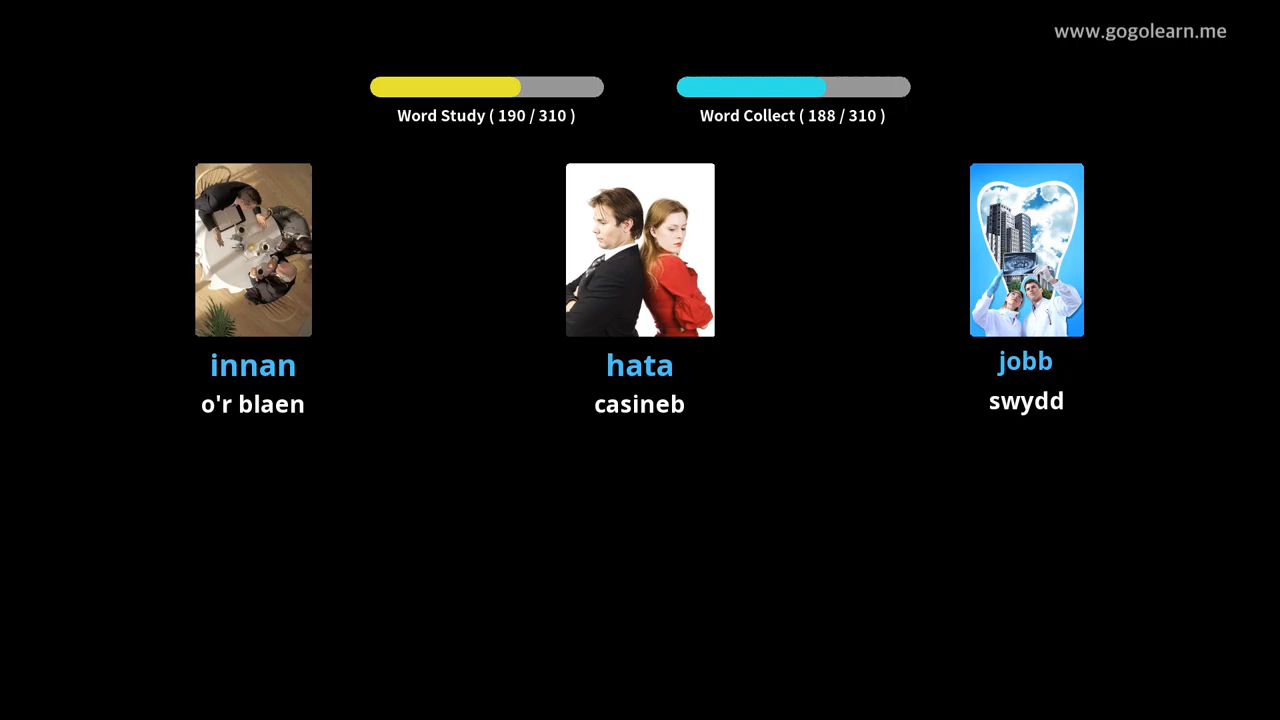 www.gogolearn.me
Word Study ( 190 / 310 )
Word Collect ( 188 / 310 )
innan
hata
jobb
o'r blaen
casineb
swydd